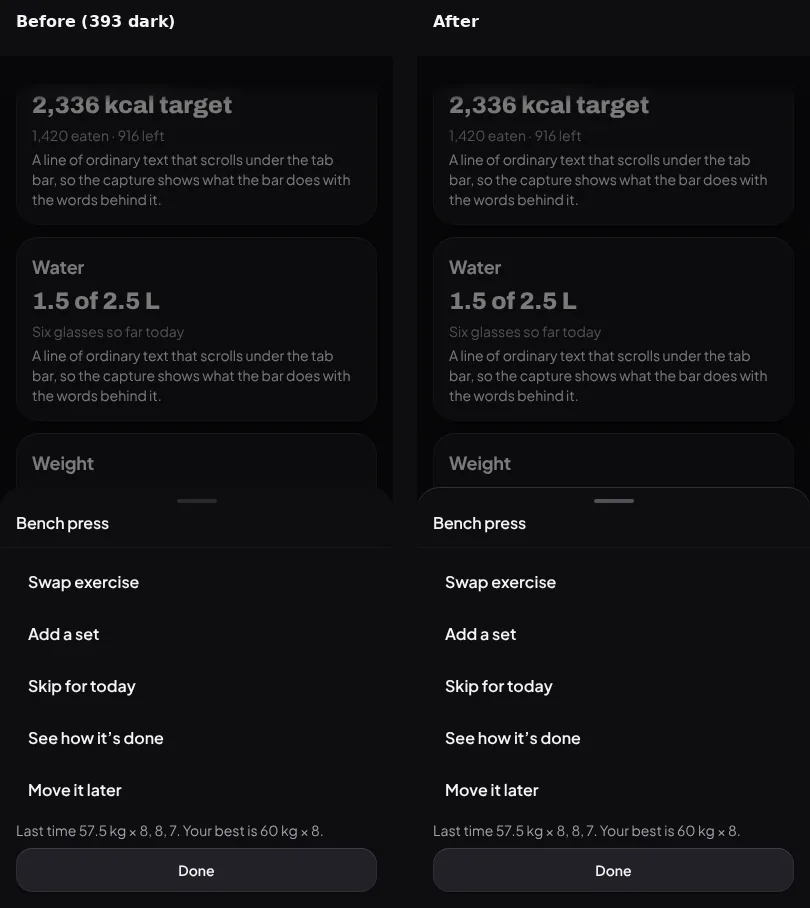 Before (393 dark)
2,336 kcal target
1,420 eaten · 916 left
A line of ordinary text that scrolls under the tab
bar, so the capture shows what the bar does with
the words behind it.
Water
1.5 of 2.5 L
Six glasses so far today
A line of ordinary text that scrolls under the tab
bar, so the capture shows what the bar does with
the words behind it.
Weight
Bench press
Swap exercise
Add a set
Skip for today
See how it’s done
Move it later
Last time 57.5 kg × 8, 8, 7. Your best is 60 kg × 8.
Done
After
2,336 kcal target
1,420 eaten · 916 left
A line of ordinary text that scrolls under the tab
bar, so the capture shows what the bar does with
the words behind it.
Water
1.5 of 2.5 L
Six glasses so far today
A line of ordinary text that scrolls under the tab
bar, so the capture shows what the bar does with
the words behind it.
Weight
Bench press
Swap exercise
Add a set
Skip for today
See how it’s done
Move it later
Last time 57.5 kg × 8, 8, 7. Your best is 60 kg × 8.
Done